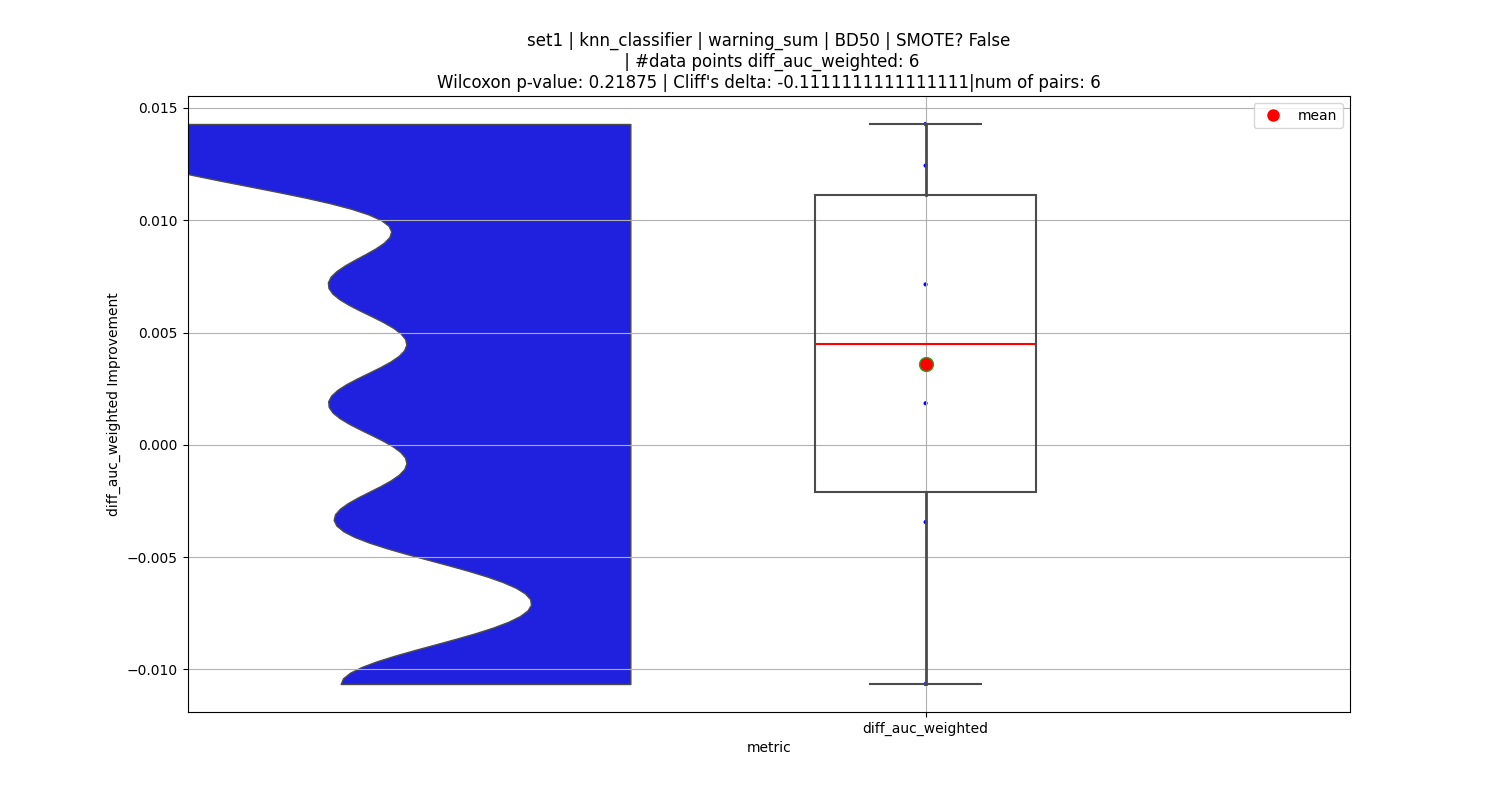 set1 | knn_classifier | warning_sum | BD50 | SMOTE? False
| #data points diff_auc_weighted: 6
Wilcoxon p-value: 0.21875 | Cliff's delta: -0.1111111111111111|num of pairs: 6
mean
0.015
0.010
0.005
0.000
−0.005
−0.010
diff_auc_weighted Improvement
diff_auc_weighted
metric